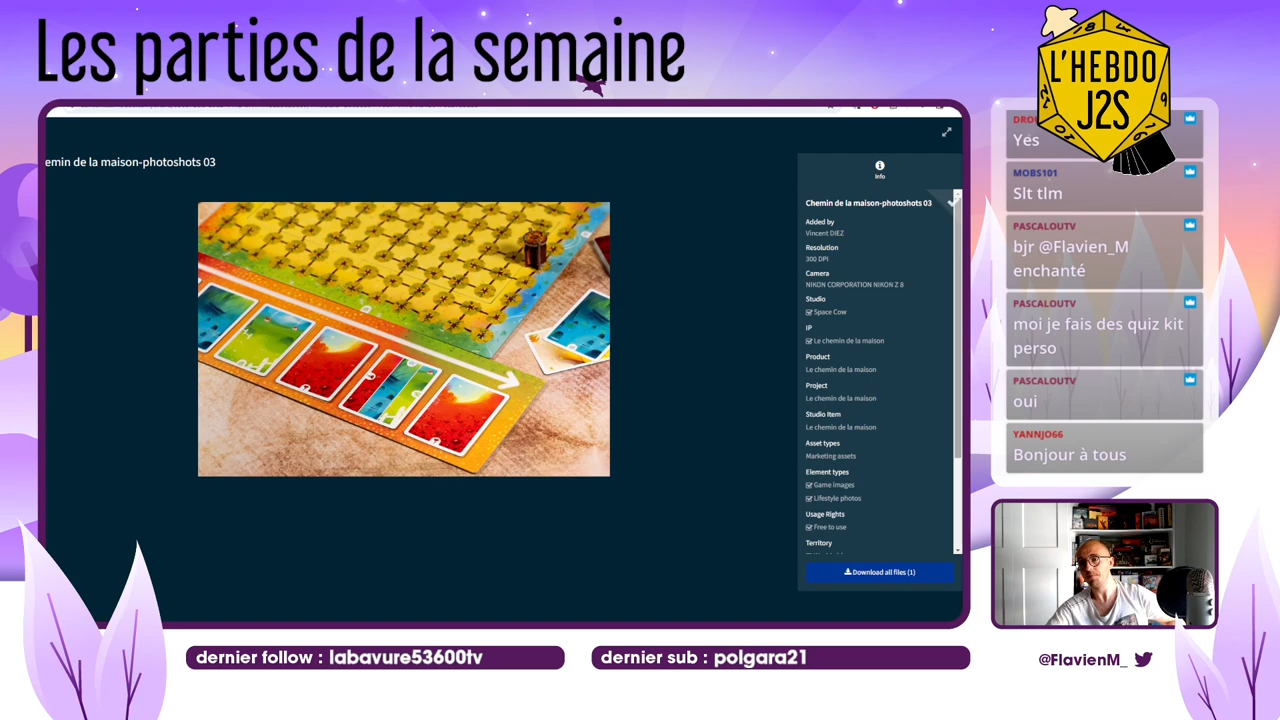 Les parties de la semaine
L'HEBDO
J2S
emin de la maison-photoshots 03
Info
Chemin de la maison-photoshots 03
Added by
Vincent DIEZ
Resolution
300 DPI
Camera
NIKON CORPORATION NIKON Z 8
Studio
Space Cow
IP
Le chemin de la maison
Product
Le chemin de la maison
Project
Le chemin de la maison
Studio Item
Le chemin de la maison
Asset types
Marketing assets
Element types
Game images
Lifestyle photos
Usage Rights
Free to use
Territory
Download all files (1)
Yes
MOBS101
Slt tlm
PASCALOUTV
bjr @Flavien_M
enchanté
PASCALOUTV
moi je fais des quiz kit
perso
PASCALOUTV
oui
YANNJO66
Bonjour à tous
dernier follow : labavure53600tv
dernier sub : polgara21
@FlavienM_